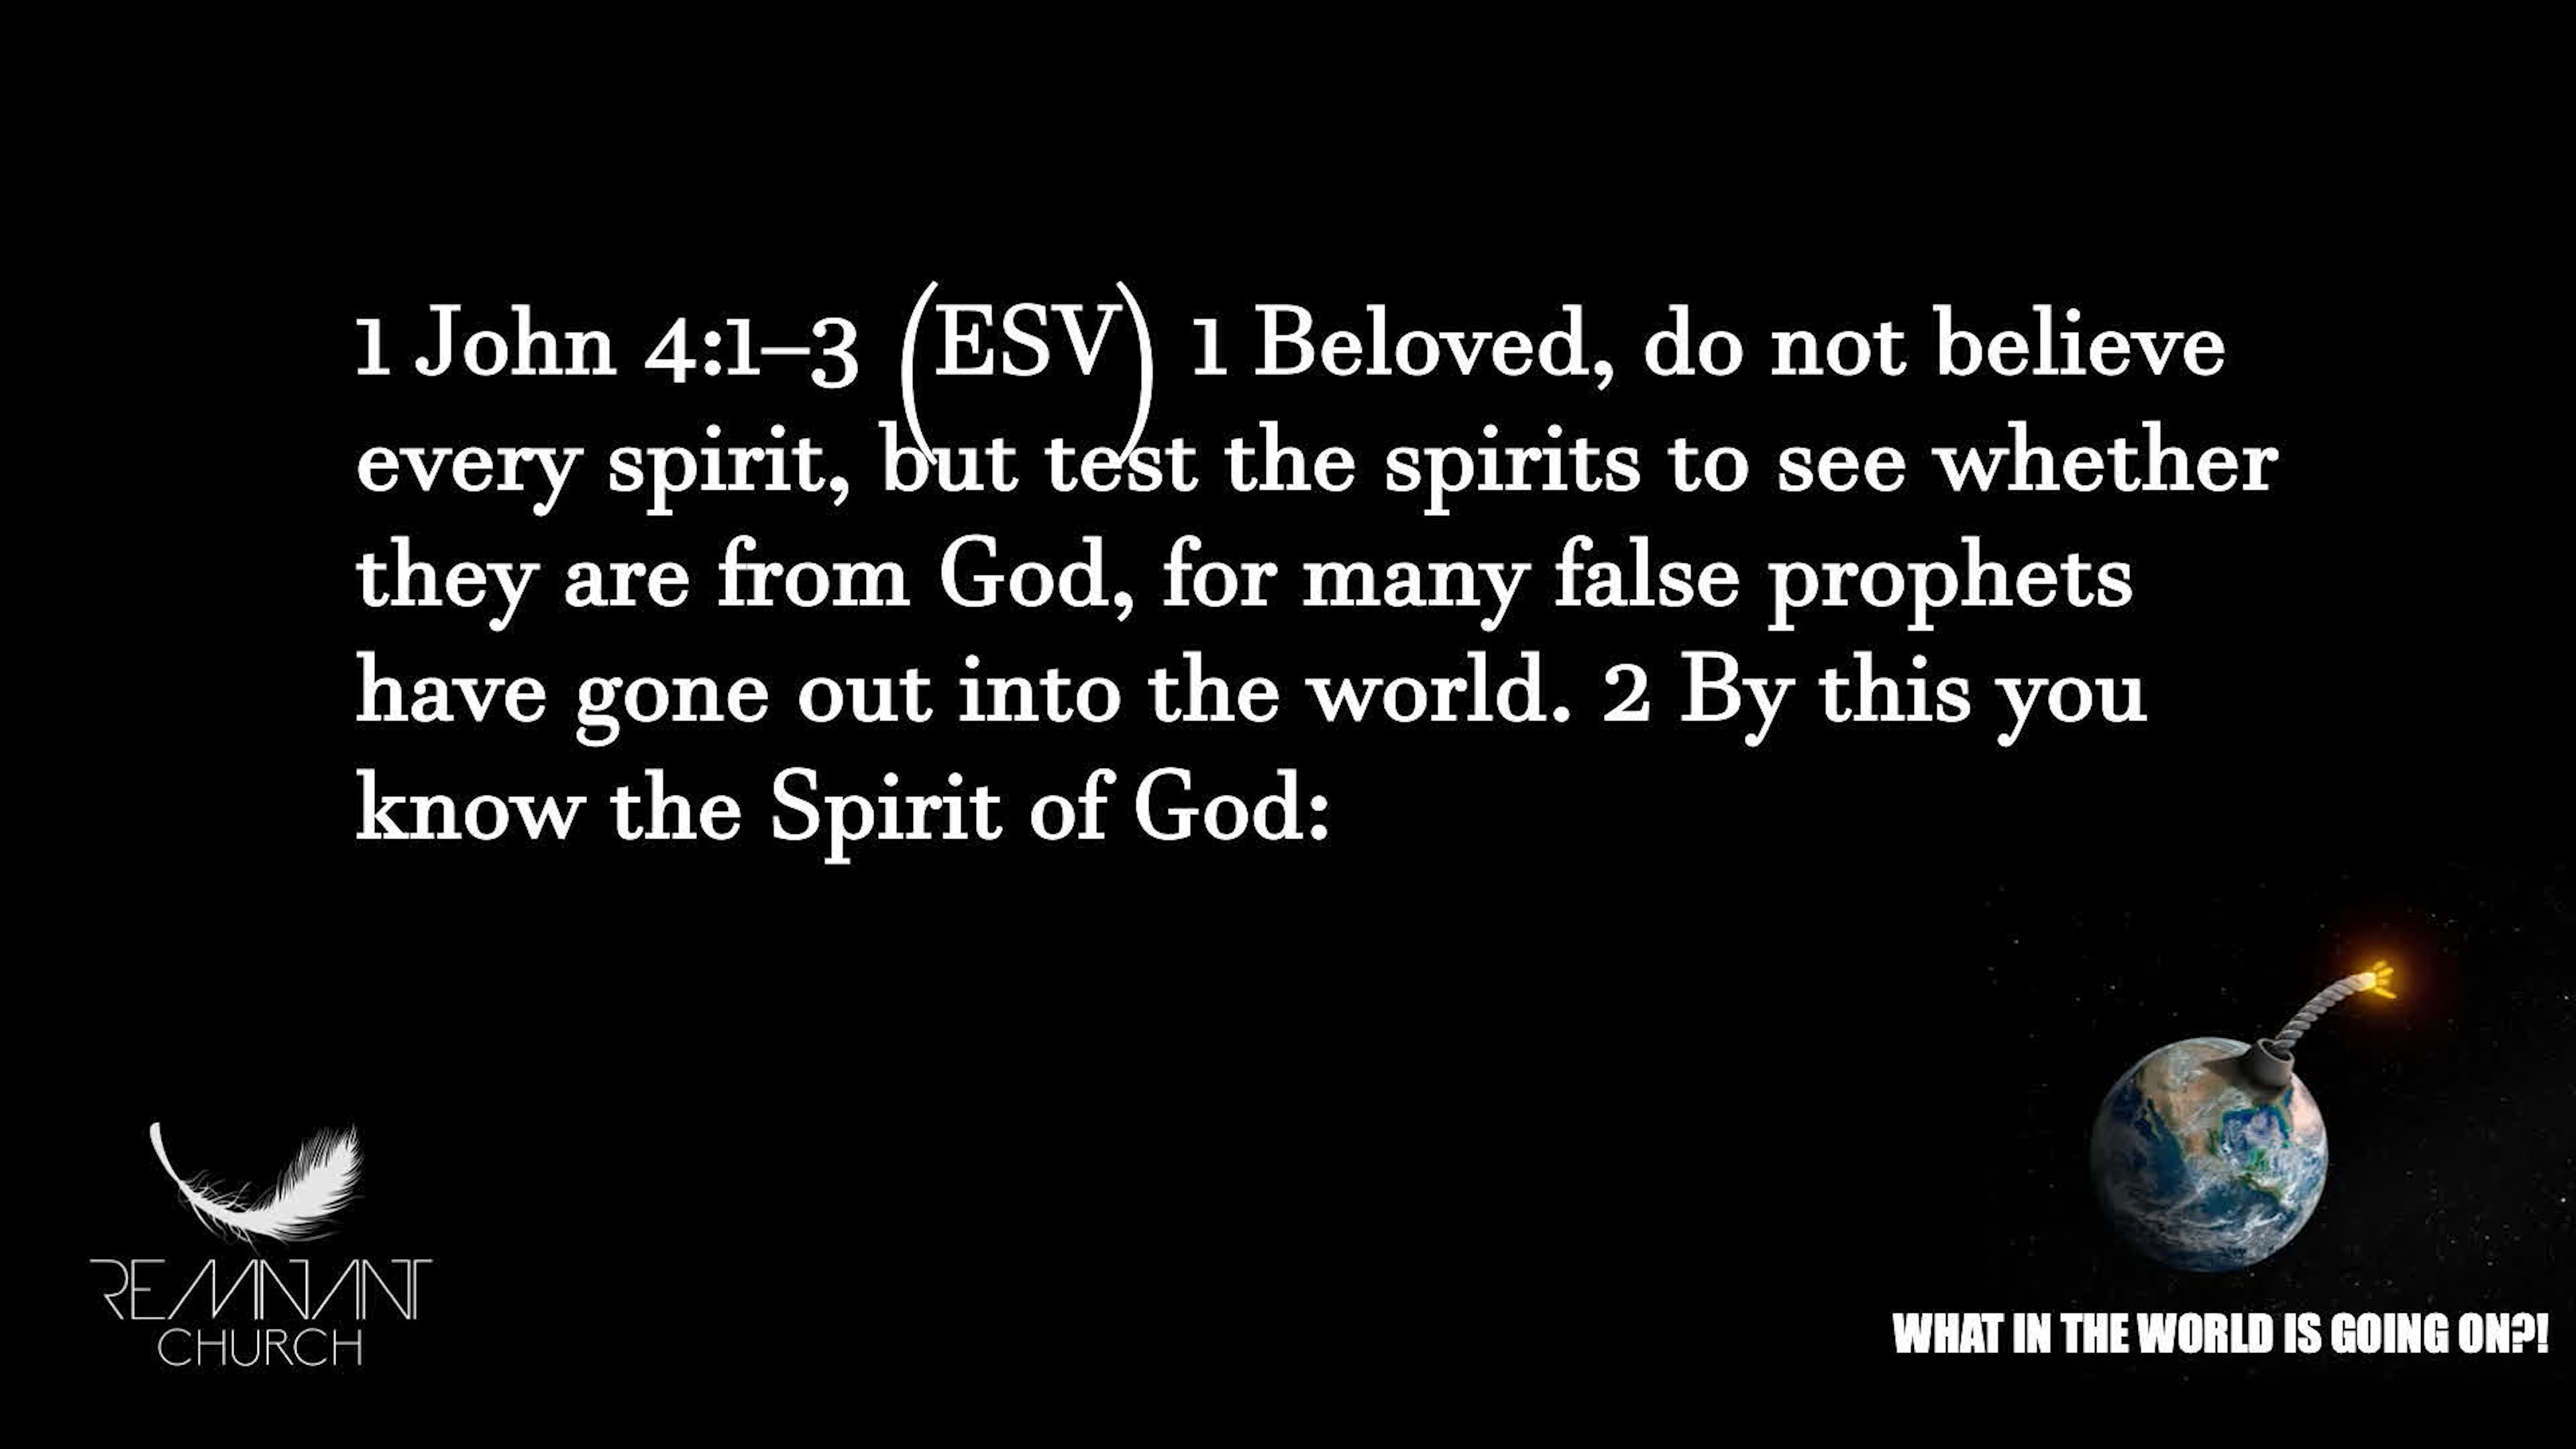 1 John 4:1–3 (ESV) 1 Beloved, do not believe
every spirit, but test the spirits to see whether
they are from God, for many false prophets
have gone out into the world. 2 By this you
know the Spirit of God:
REMNANT
CHURCH
WHAT IN THE WORLD IS GOING ON?!